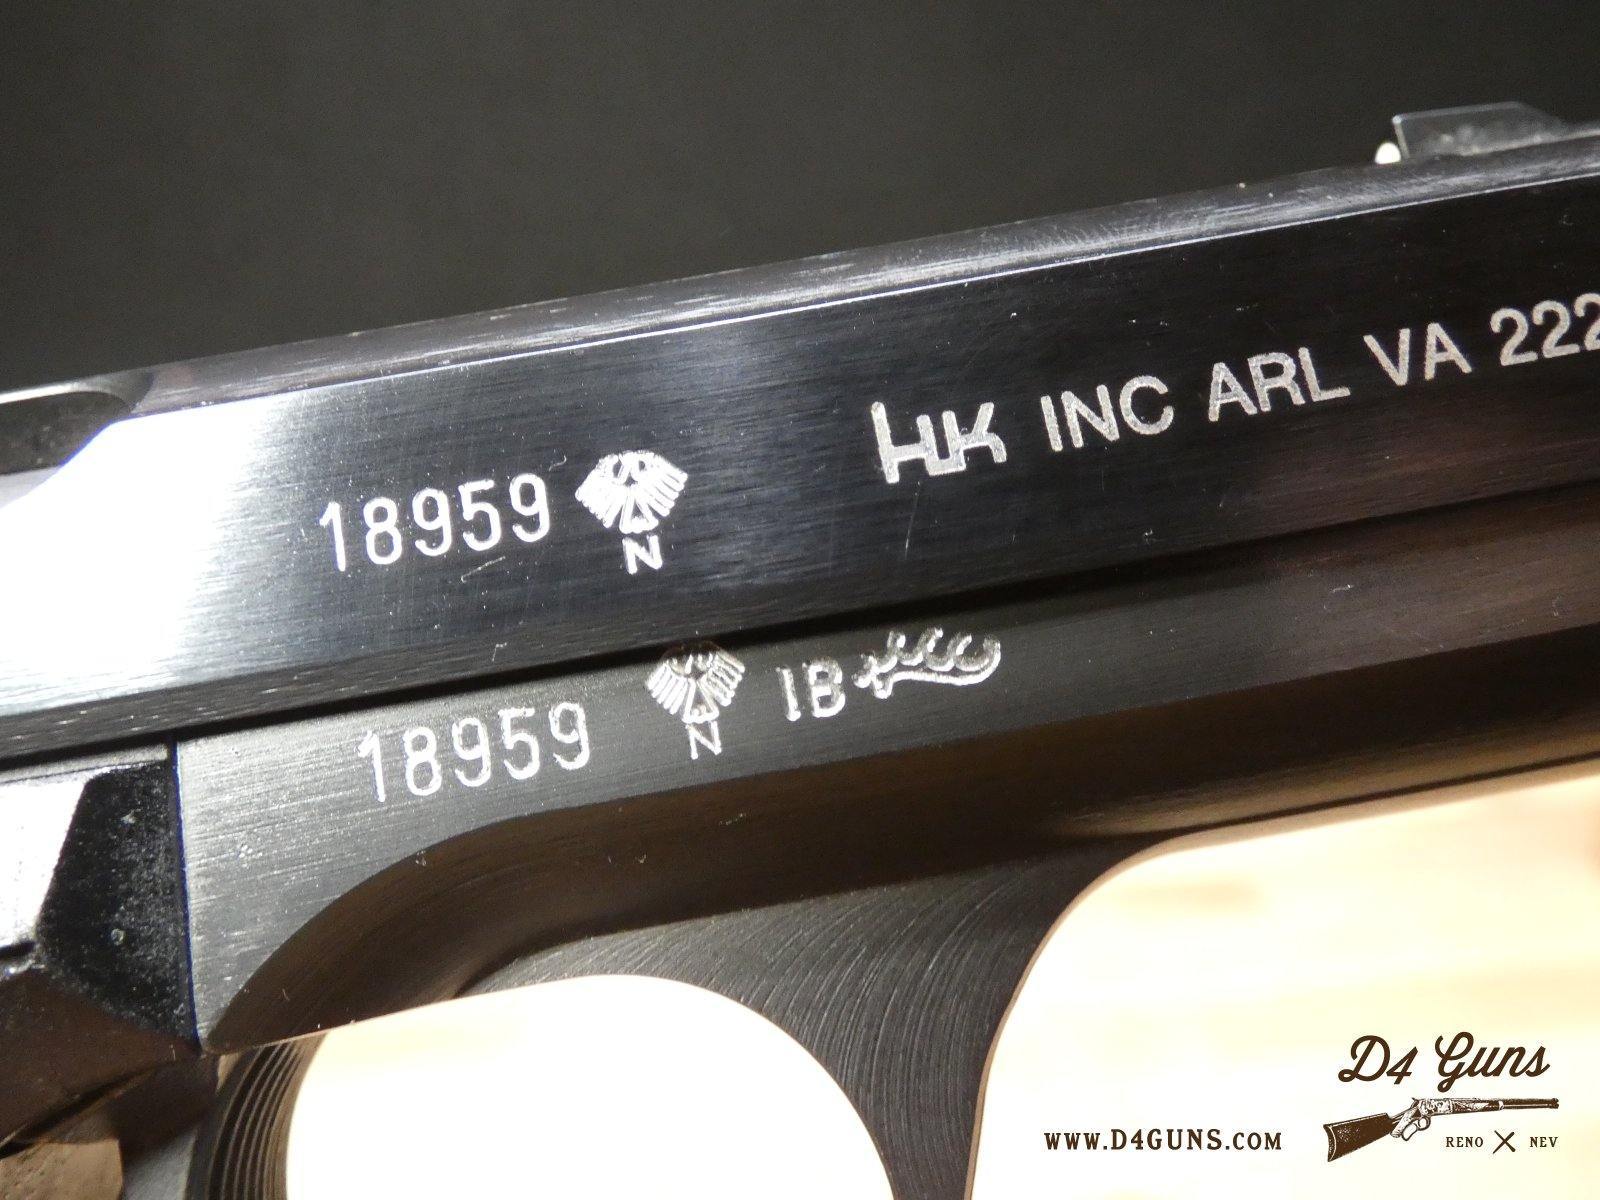 18959
N
HK INC ARL VA 222
18959
N
IB
D4 Guns
WWW.D4GUNS.COM
RENO NEV